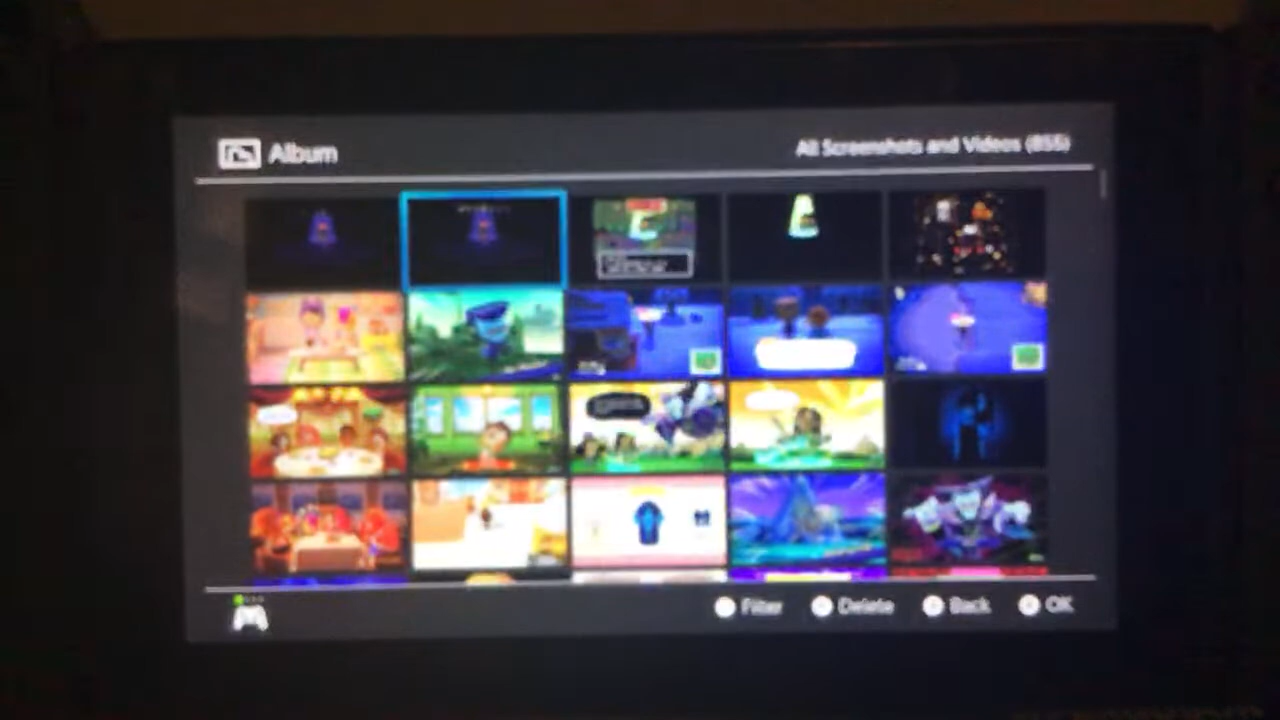 Album
All Screenshots and Videos (855)
Filter
Delete
Back
OK